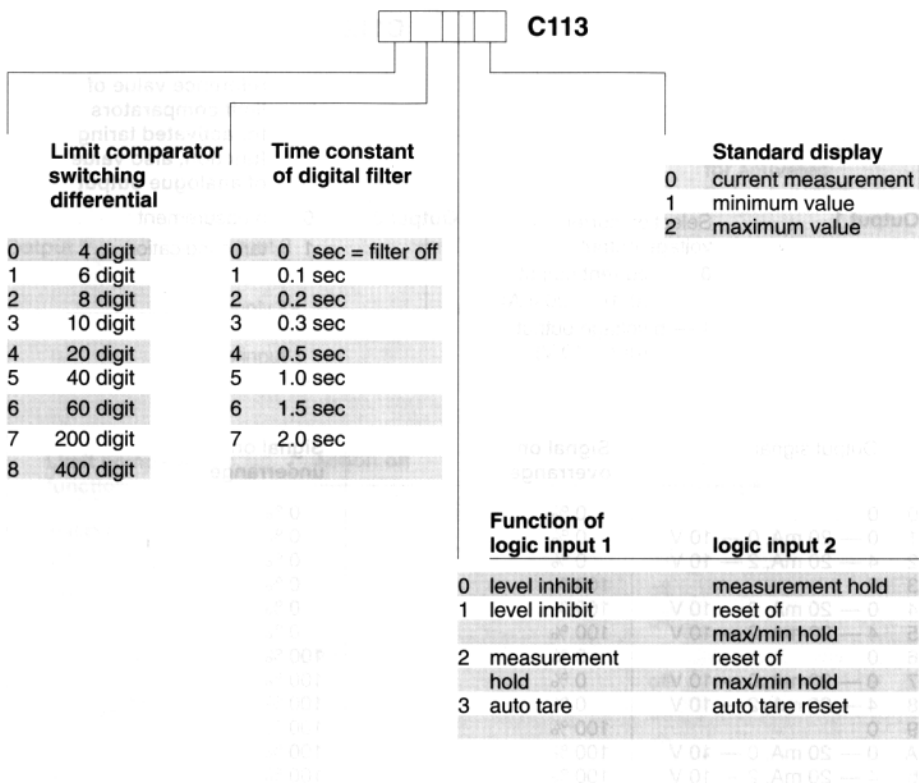 C113
Limit comparator
switching
differential
0 4 digit
1 6 digit
2 8 digit
3 10 digit
4 20 digit
5 40 digit
6 60 digit
7 200 digit
8 400 digit
Time constant
of digital filter
0 0 sec = filter off
1 0.1 sec
2 0.2 sec
3 0.3 sec
4 0.5 sec
5 1.0 sec
6 1.5 sec
7 2.0 sec
Standard display
0 current measurement
1 minimum value
2 maximum value
Function of
logic input 1 logic input 2
0 level inhibit measurement hold
1 level inhibit reset of
max/min hold
2 measurement reset of
hold max/min hold
3 auto tare auto tare reset